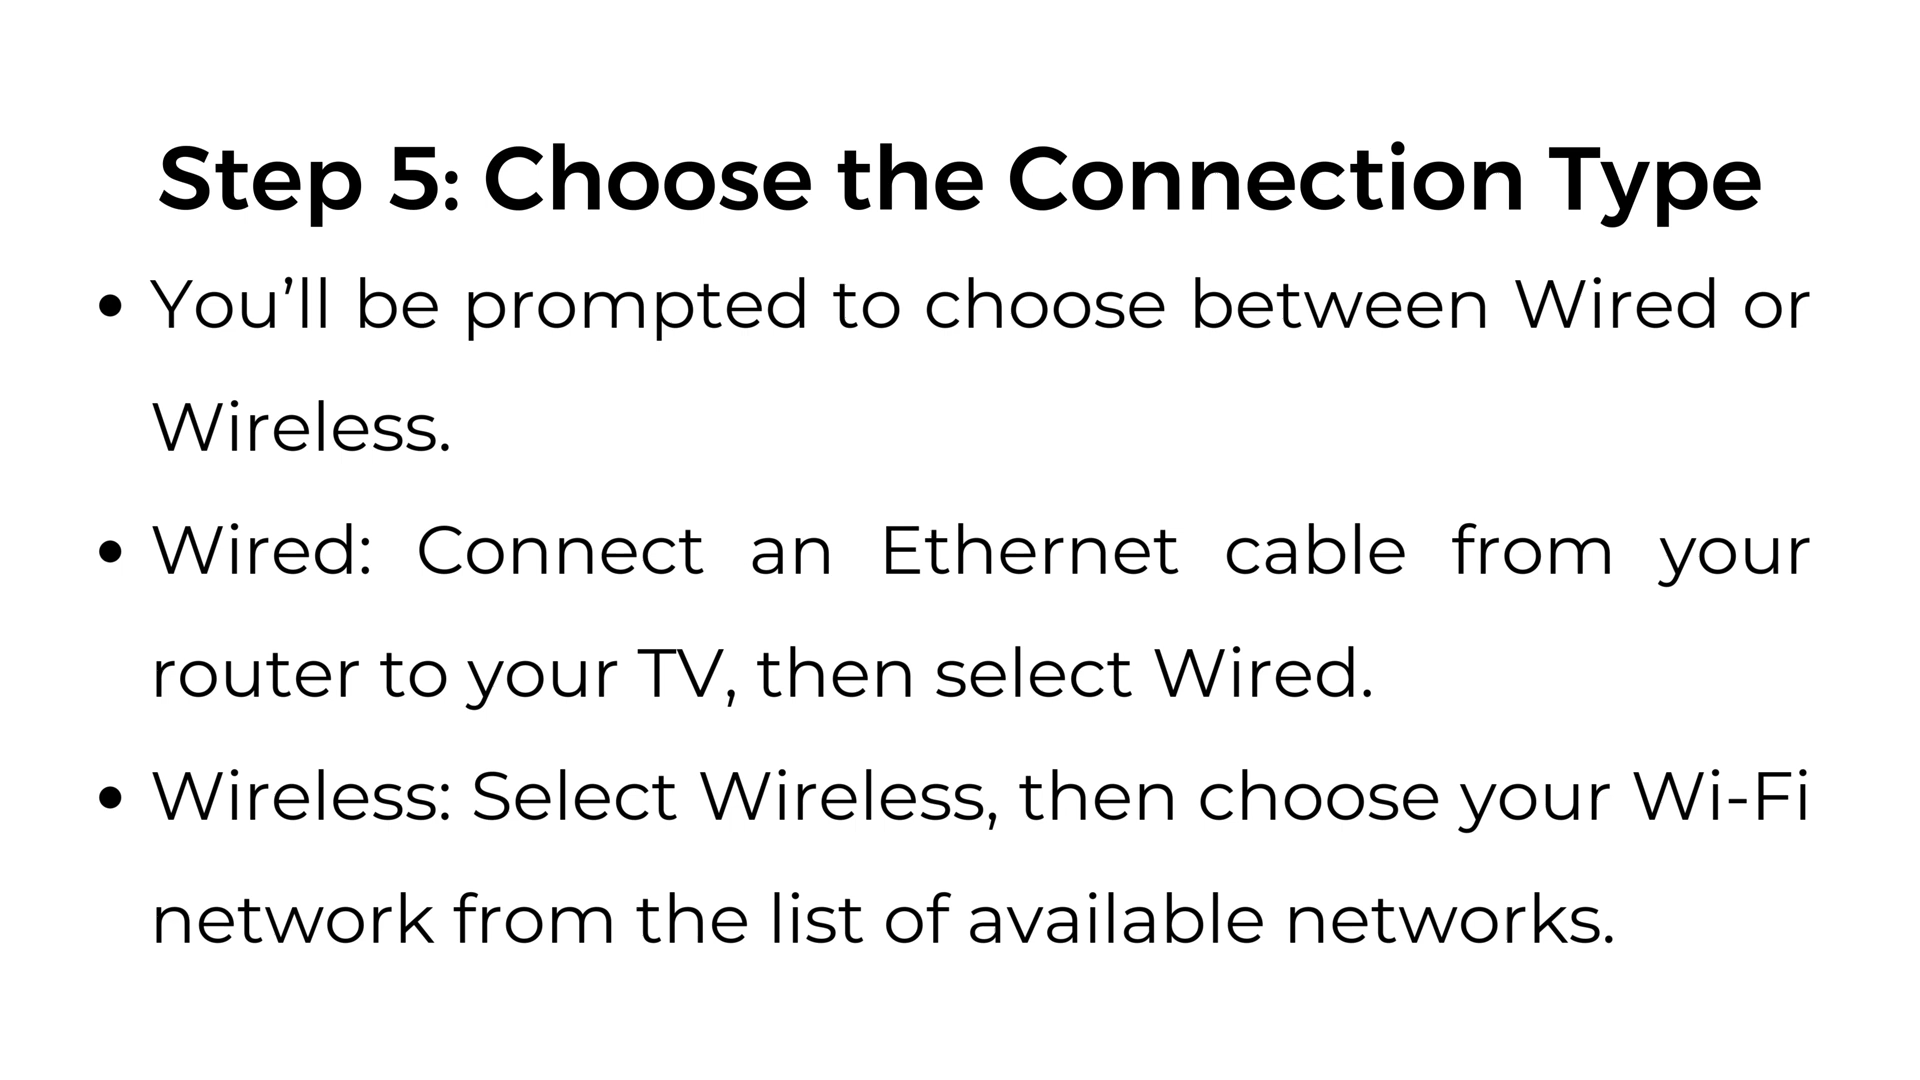 Step 5: Choose the Connection Type
• You’ll be prompted to choose between Wired or
Wireless.
• Wired: Connect an Ethernet cable from your
router to your TV, then select Wired.
• Wireless: Select Wireless, then choose your Wi-Fi
network from the list of available networks.